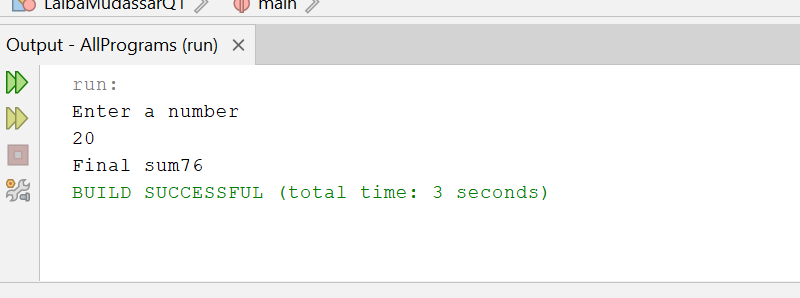 LaibaMudassarQ1 main
Output - AllPrograms (run)
run:
Enter a number
20
Final sum76
BUILD SUCCESSFUL (total time: 3 seconds)